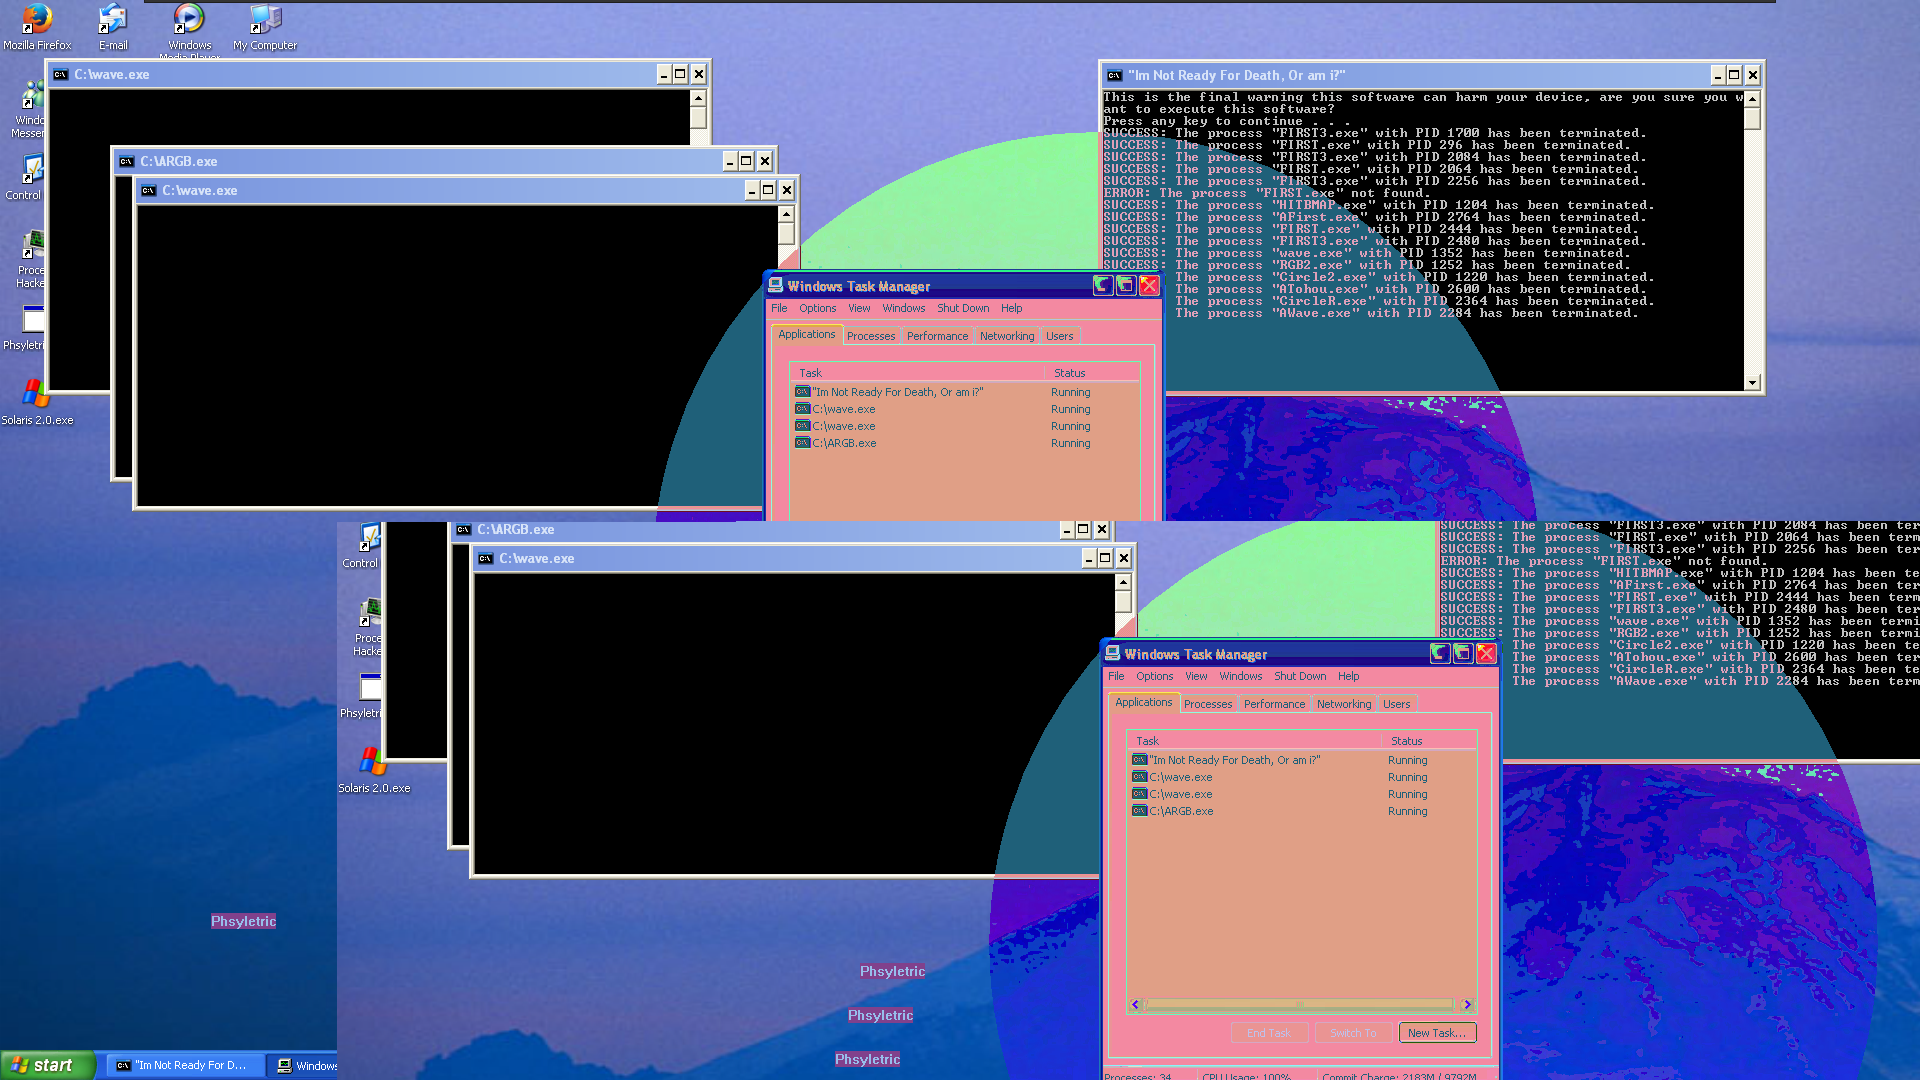 Mozilla Firefox
E-mail
Windows
My Computer
C:\wave.exe
"Im Not Ready For Death, Or am i?"
This is the final warning this software can harm your device, are you sure you w
ant to execute this software?
Press any key to continue . . .
SUCCESS: The process "FIRST3.exe" with PID 1700 has been terminated.
SUCCESS: The process "FIRST.exe" with PID 296 has been terminated.
SUCCESS: The process "FIRST3.exe" with PID 2084 has been terminated.
SUCCESS: The process "FIRST.exe" with PID 2064 has been terminated.
SUCCESS: The process "FIRST3.exe" with PID 2256 has been terminated.
ERROR: The process "FIRST.exe" not found.
SUCCESS: The process "HITBMAP.exe" with PID 1204 has been terminated.
SUCCESS: The process "AFirst.exe" with PID 2764 has been terminated.
SUCCESS: The process "FIRST.exe" with PID 2444 has been terminated.
SUCCESS: The process "FIRST3.exe" with PID 2480 has been terminated.
SUCCESS: The process "wave.exe" with PID 1352 has been terminated.
SUCCESS: The process "RGB2.exe" with PID 1252 has been terminated.
SUCCESS: The process "Circle2.exe" with PID 1220 has been terminated.
SUCCESS: The process "ATohou.exe" with PID 2600 has been terminated.
SUCCESS: The process "CircleR.exe" with PID 2364 has been terminated.
The process "AWave.exe" with PID 2284 has been terminated.
C:\ARGB.exe
C:\wave.exe
Windo
Messer
Control
Proce
Hacke
Phsyletri
Solaris 2.0.exe
Windows Task Manager
File Options View Windows Shut Down Help
Applications Processes Performance Networking Users
Task Status
"Im Not Ready For Death, Or am i?" Running
C:\wave.exe Running
C:\wave.exe Running
C:\ARGB.exe Running
C:\ARGB.exe
C:\wave.exe
SUCCESS: The process "FIRST3.exe" with PID 2084 has been ter
SUCCESS: The process "FIRST.exe" with PID 2064 has been term
SUCCESS: The process "FIRST3.exe" with PID 2256 has been ter
ERROR: The process "FIRST.exe" not found.
SUCCESS: The process "HITBMAP.exe" with PID 1204 has been te
SUCCESS: The process "AFirst.exe" with PID 2764 has been ter
SUCCESS: The process "FIRST.exe" with PID 2444 has been term
SUCCESS: The process "FIRST3.exe" with PID 2480 has been ter
SUCCESS: The process "wave.exe" with PID 1352 has been termi
SUCCESS: The process "RGB2.exe" with PID 1252 has been termi
SUCCESS: The process "Circle2.exe" with PID 1220 has been te
SUCCESS: The process "ATohou.exe" with PID 2600 has been ter
SUCCESS: The process "CircleR.exe" with PID 2364 has been te
The process "AWave.exe" with PID 2284 has been term
Control
Proce
Hacke
Phsyletri
Solaris 2.0.exe
Windows Task Manager
File Options View Windows Shut Down Help
Applications Processes Performance Networking Users
Task Status
"Im Not Ready For Death, Or am i?" Running
C:\wave.exe Running
C:\wave.exe Running
C:\ARGB.exe Running
End Task Switch To New Task...
Processes: 34 CPU Usage: 100% Commit Charge: 2183M / 9792M
Phsyletric
Phsyletric
Phsyletric
Phsyletric
start
"Im Not Ready For D...
Windows